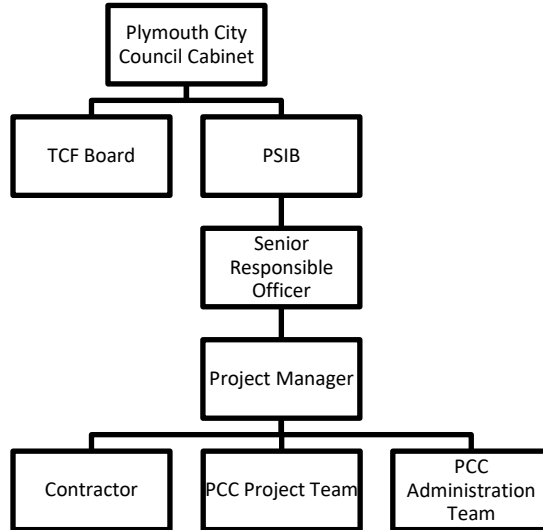 Plymouth City
Council Cabinet
TCF Board
PSIB
Senior
Responsible
Officer
Project Manager
Contractor
PCC Project Team
PCC
Administration
Team